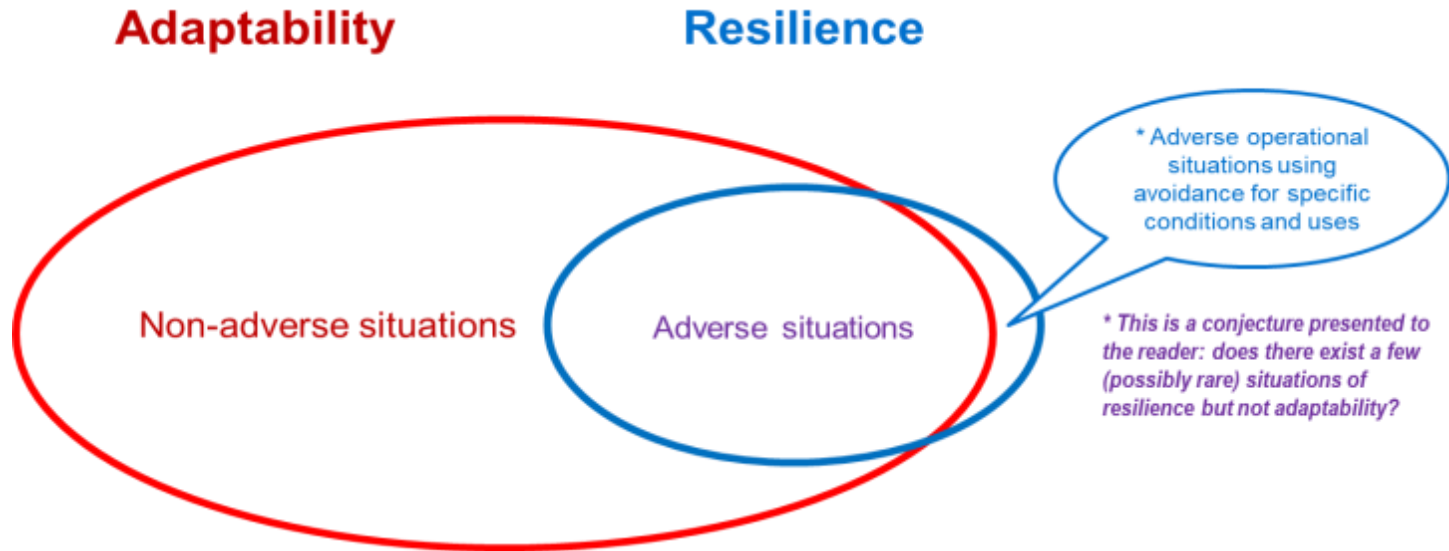 Adaptability
Resilience
* Adverse operational
situations using
avoidance for specific
conditions and uses
Non-adverse situations
Adverse situations
* This is a conjecture presented to
the reader: does there exist a few
(possibly rare) situations of
resilience but not adaptability?